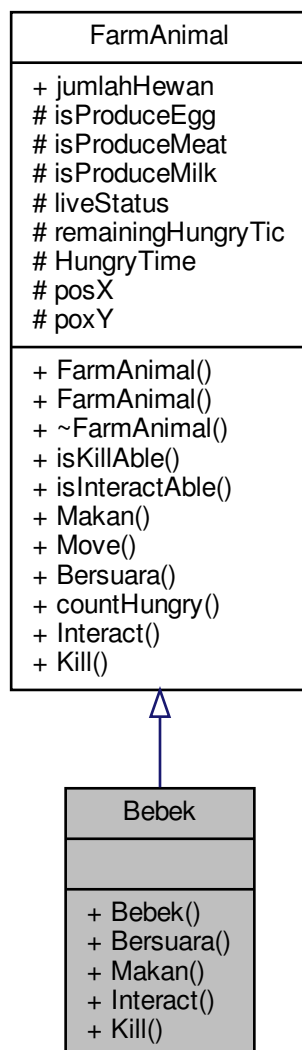 FarmAnimal
+ jumlahHewan
# isProduceEgg
# isProduceMeat
# isProduceMilk
# liveStatus
# remainingHungryTic
# HungryTime
# posX
# poxY
+ FarmAnimal()
+ FarmAnimal()
+ ~FarmAnimal()
+ isKillAble()
+ isInteractAble()
+ Makan()
+ Move()
+ Bersuara()
+ countHungry()
+ Interact()
+ Kill()
Bebek
+ Bebek()
+ Bersuara()
+ Makan()
+ Interact()
+ Kill()